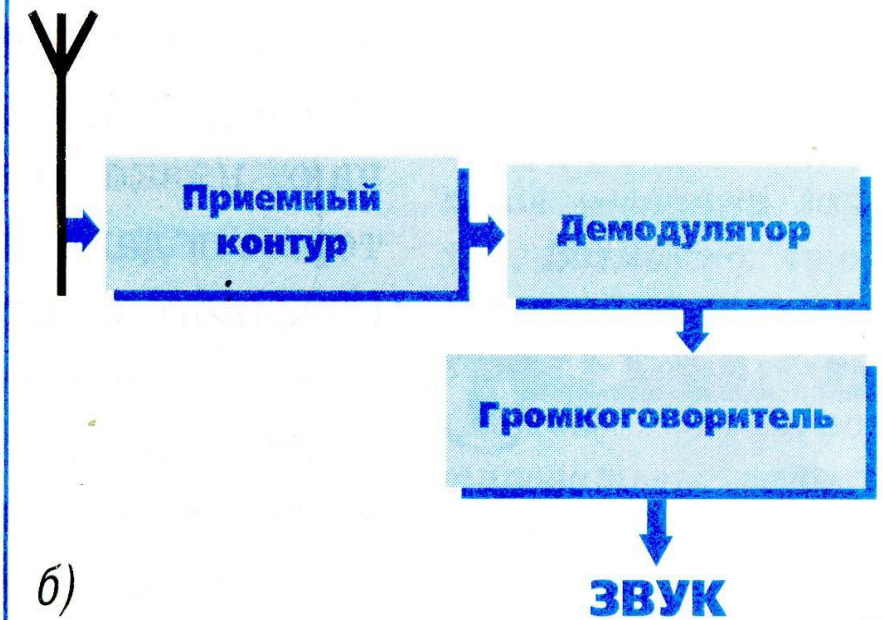 Приемный
контур
Демодулятор
Громкоговоритель
ЗВУК
б)